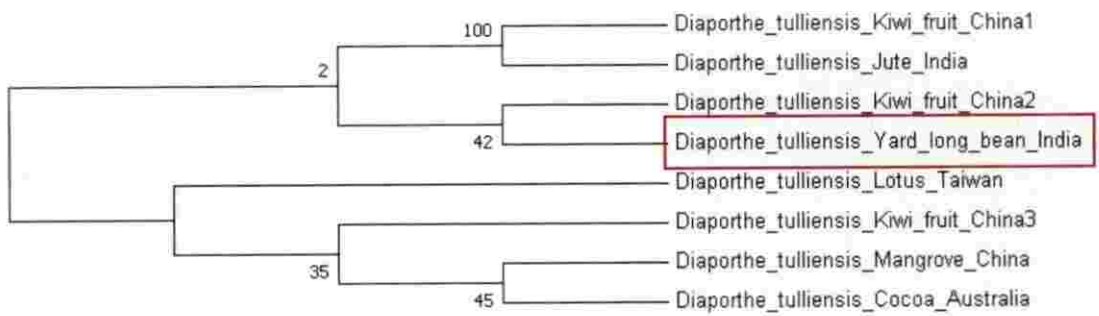 100
Diaporthe_tulliensis_Kiwi_fruit_China1
Diaporthe_tulliensis_Jute_India
2
Diaporthe_tulliensis_Kiwi_fruit_China2
42
Diaporthe_tulliensis_Yard_long_bean_India
Diaporthe_tulliensis_Lotus_Taiwan
Diaporthe_tulliensis_Kiwi_fruit_China3
35
Diaporthe_tulliensis_Mangrove_China
45
Diaporthe_tulliensis_Cocoa_Australia